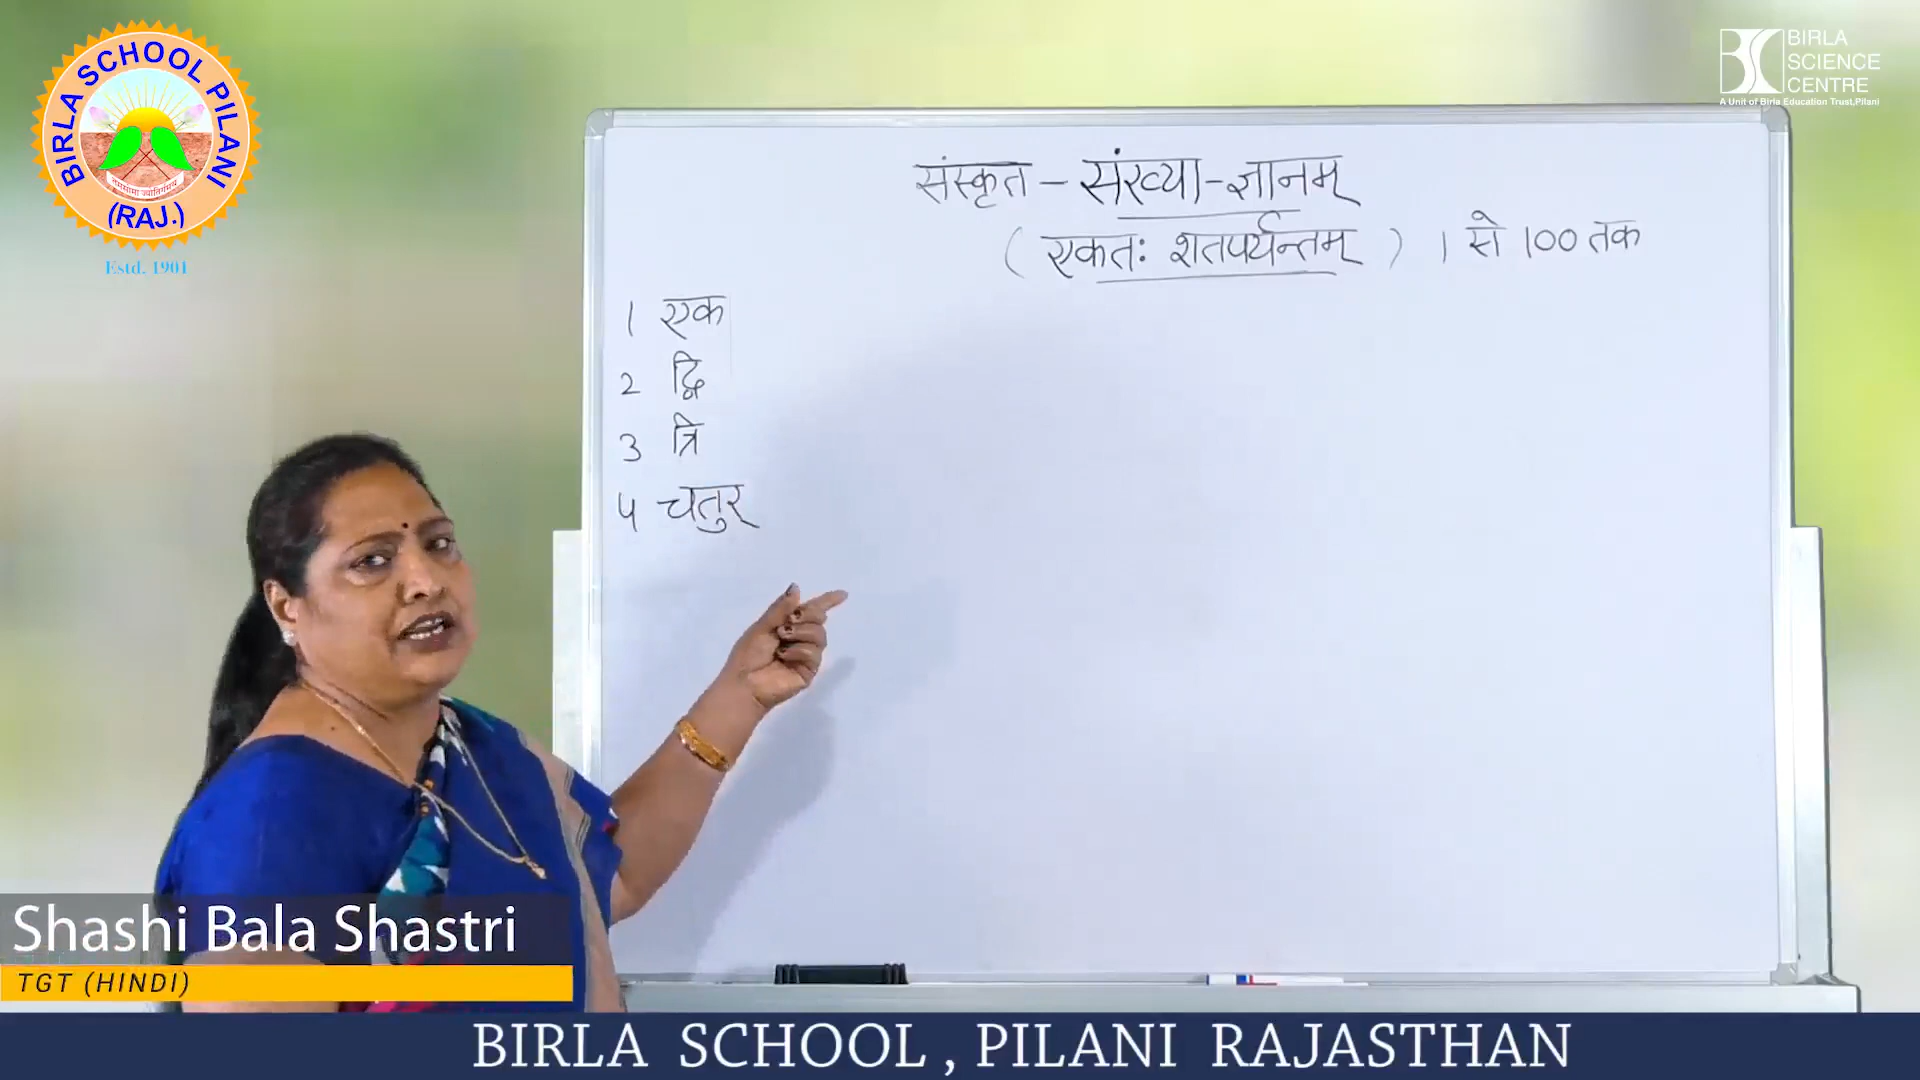 BIRLA SCHOOL PILANI
(RAJ.)
तमसोमा ज्योतिर्गमय
Estd. 1901
BIRLA
SCIENCE
CENTRE
A Unit of Birla Education Trust,Pilani
संस्कृत - संख्या - ज्ञानम्
( एकतः शतपर्यन्तम् ) 1 से 100 तक
1 एक
2 द्वि
3 त्रि
4 चतुर्
Shashi Bala Shastri
TGT (HINDI)
BIRLA SCHOOL, PILANI RAJASTHAN